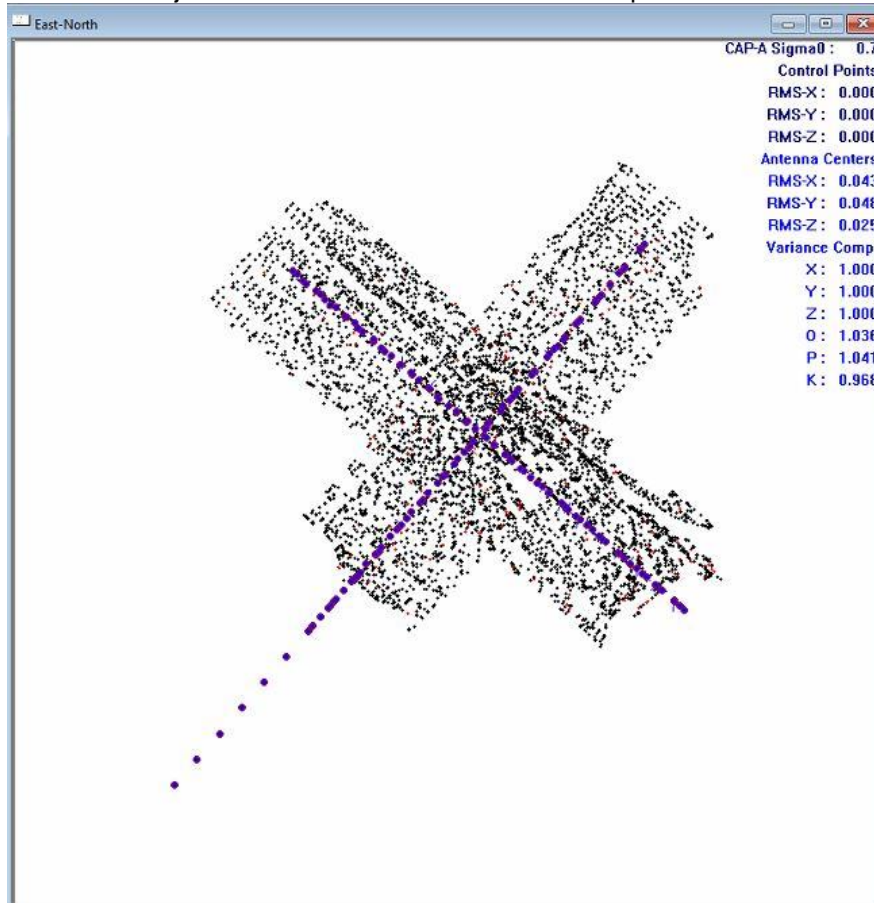 East-North
CAP-A Sigma0 : 0.7
Control Points
RMS-X : 0.000
RMS-Y : 0.000
RMS-Z : 0.000
Antenna Centers
RMS-X : 0.043
RMS-Y : 0.048
RMS-Z : 0.025
Variance Comp
X : 1.000
Y : 1.000
Z : 1.000
O : 1.036
P : 1.041
K : 0.968